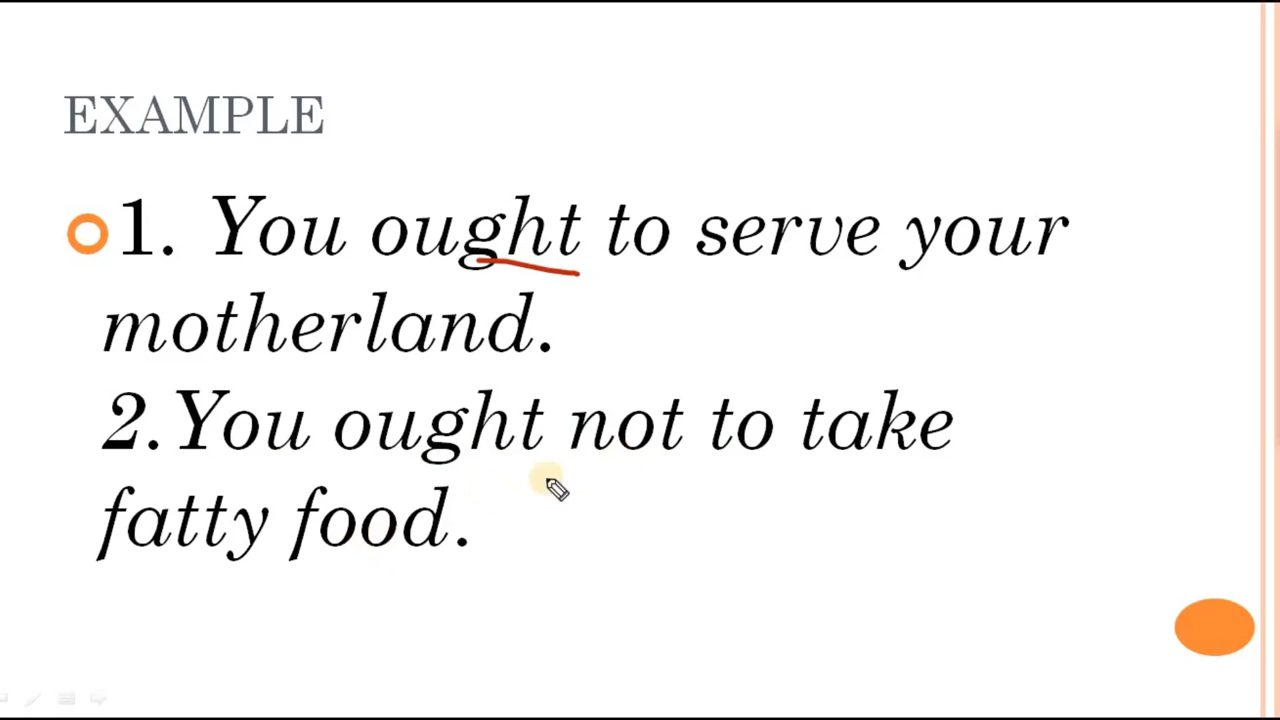 EXAMPLE
1. You ought to serve your
motherland.
2.You ought not to take
fatty food.